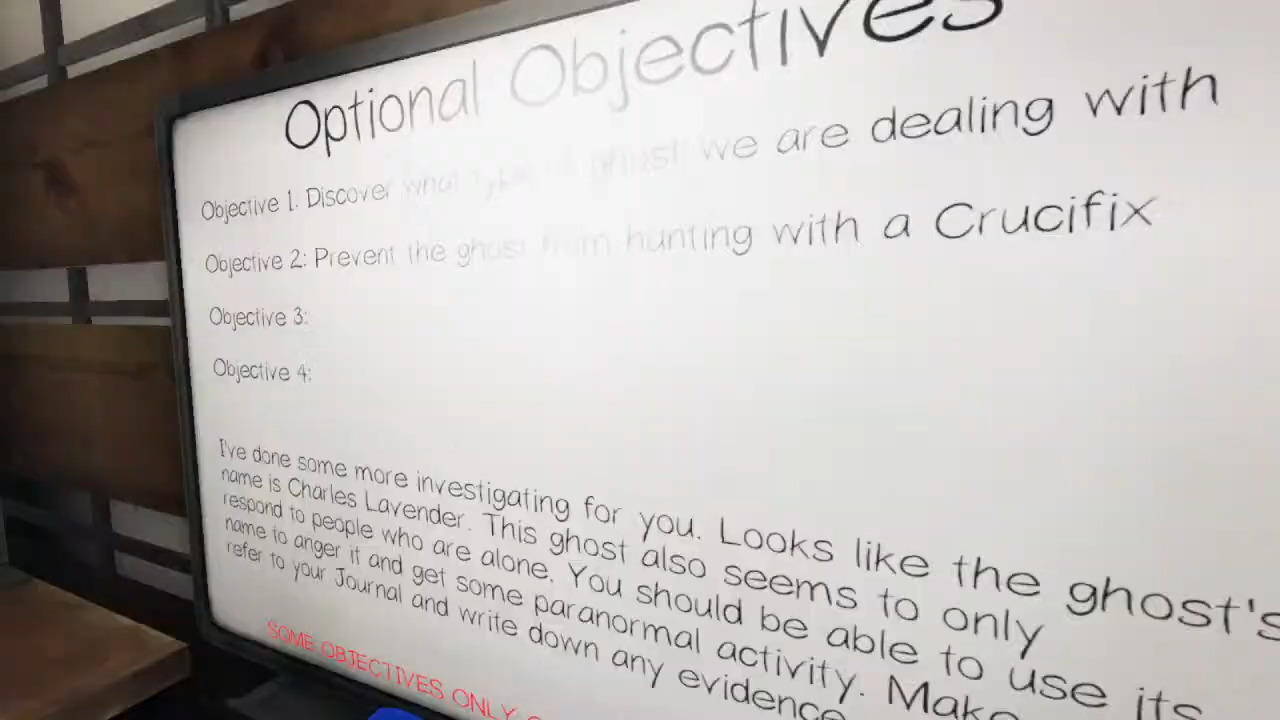 Optional Objectives
Objective 1: Discover what type of ghost we are dealing with
Objective 2: Prevent the ghost from hunting with a Crucifix
Objective 3:
Objective 4:
I've done some more investigating for you. Looks like the ghost's
name is Charles Lavender. This ghost also seems to only
respond to people who are alone. You should be able to use its
name to anger it and get some paranormal activity. Make
refer to your Journal and write down any evidence
SOME OBJECTIVES ONLY